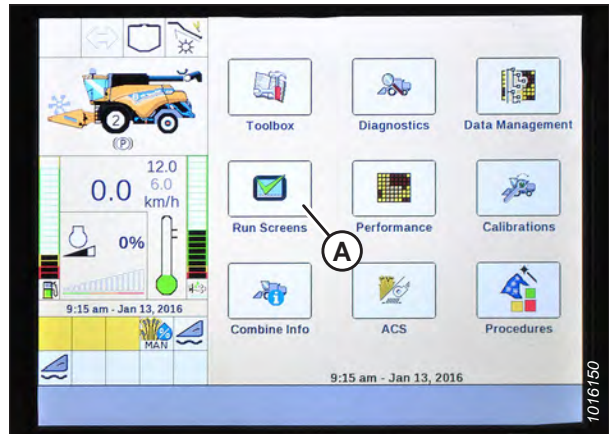 2
(P)
12.0
0.0 6.0
km/h
0%
9:15 am - Jan 13, 2016
%
MAN
Toolbox Diagnostics Data Management
Run Screens Performance Calibrations
A
Combine Info ACS Procedures
9:15 am - Jan 13, 2016
1016150